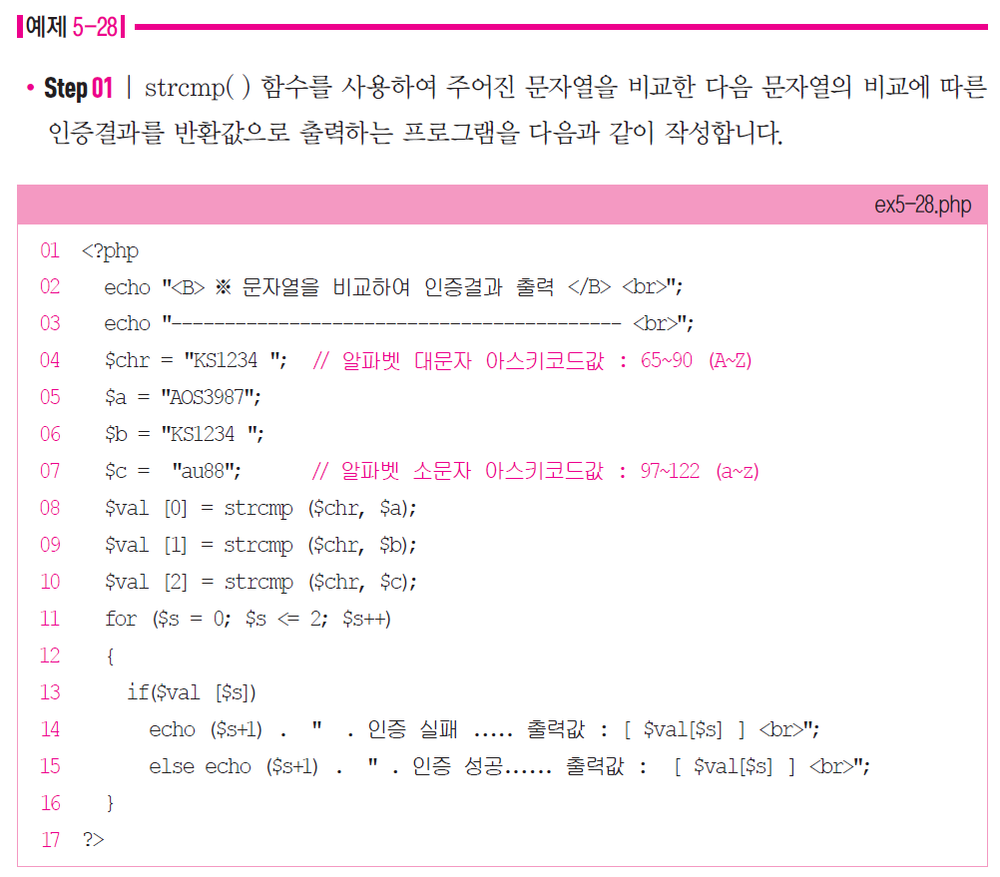 예제 5-28
• Step 01 | strcmp( ) 함수를 사용하여 주어진 문자열을 비교한 다음 문자열의 비교에 따른
인증결과를 반환값으로 출력하는 프로그램을 다음과 같이 작성합니다.
ex5-28.php
01 <?php
02 echo "<B> ※ 문자열을 비교하여 인증결과 출력 </B> <br>";
03 echo "------------------------------------------ <br>";
04 $chr = "KS1234 "; // 알파벳 대문자 아스키코드값 : 65~90 (A~Z)
05 $a = "AOS3987";
06 $b = "KS1234 ";
07 $c = "au88"; // 알파벳 소문자 아스키코드값 : 97~122 (a~z)
08 $val [0] = strcmp ($chr, $a);
09 $val [1] = strcmp ($chr, $b);
10 $val [2] = strcmp ($chr, $c);
11 for ($s = 0; $s <= 2; $s++)
12 {
13 if($val [$s])
14 echo ($s+1) . " . 인증 실패 ..... 출력값 : [ $val[$s] ] <br>";
15 else echo ($s+1) . " . 인증 성공...... 출력값 : [ $val[$s] ] <br>";
16 }
17 ?>